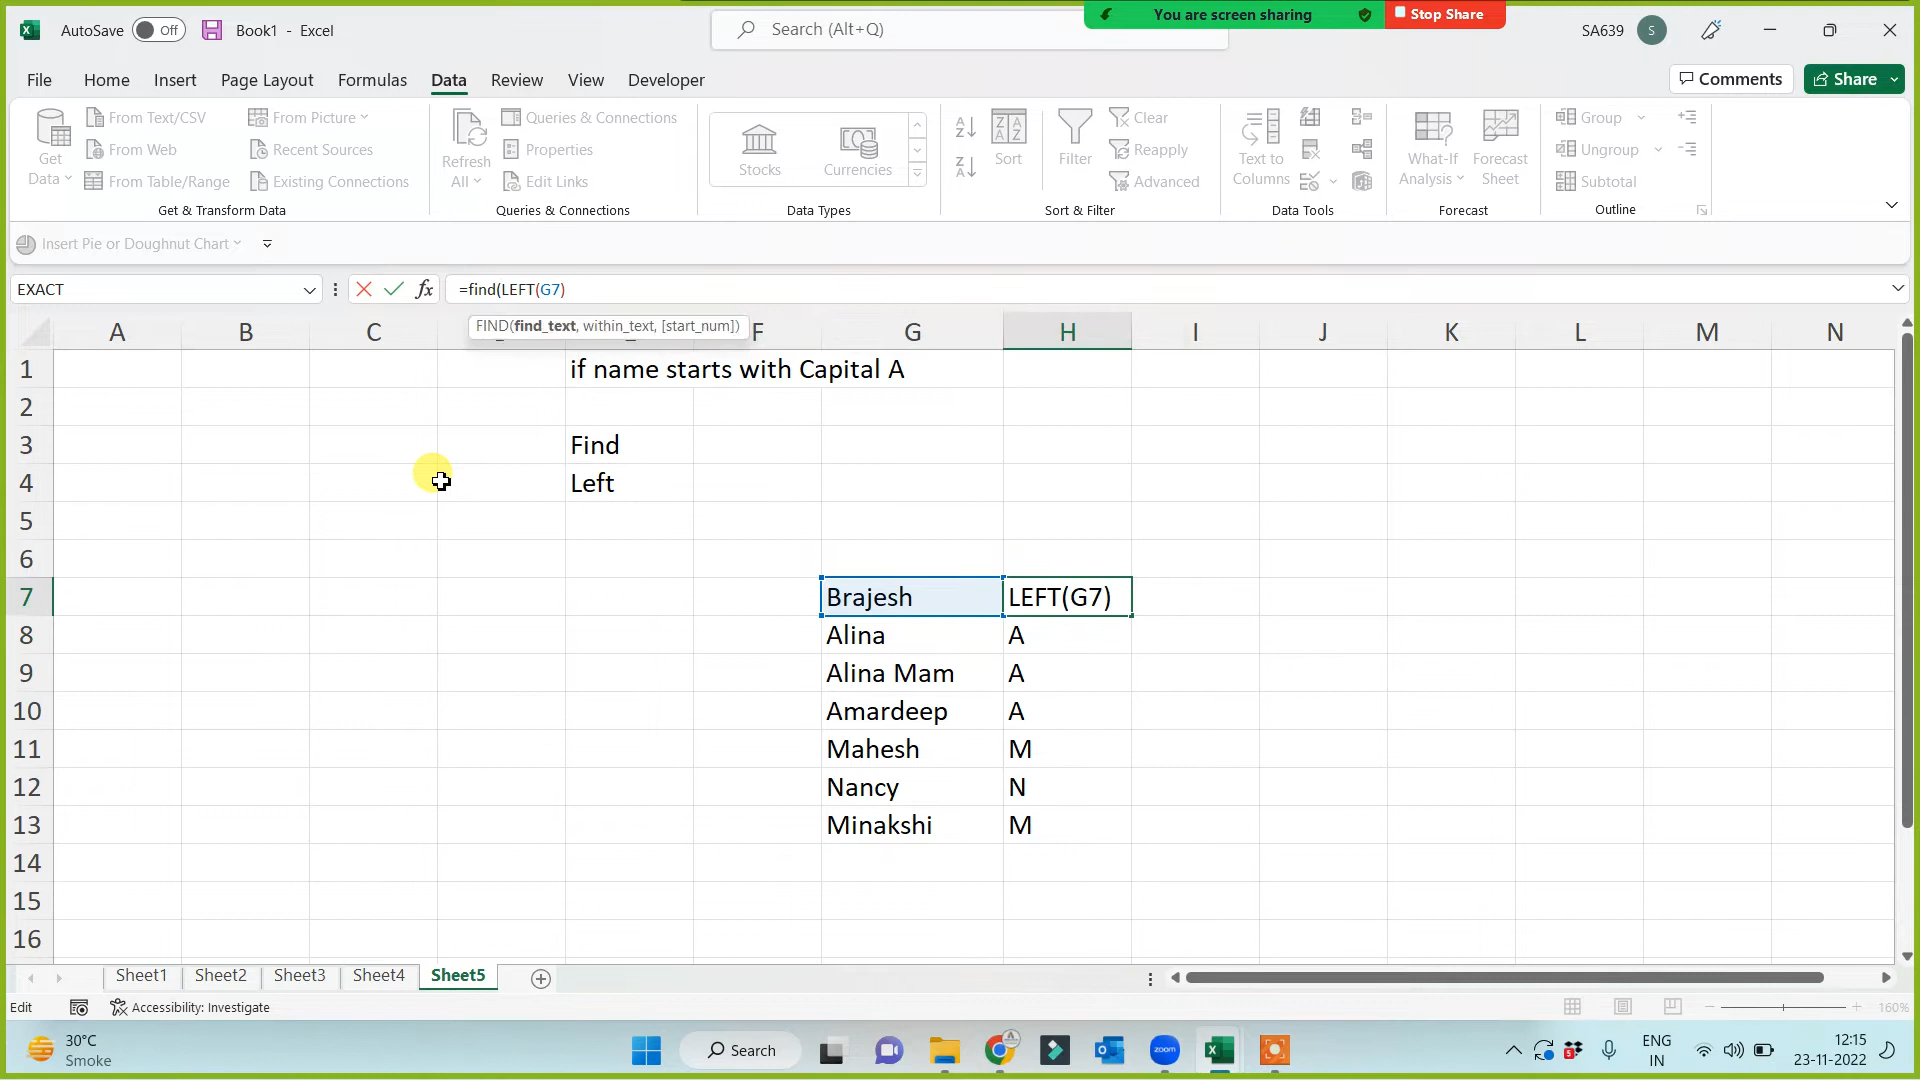 You are screen sharing Stop Share
AutoSave Off Book1 - Excel Search (Alt+Q) SA639 S
File Home Insert Page Layout Formulas Data Review View Developer Comments Share
Get Data
From Text/CSV
From Web
From Table/Range
From Picture
Recent Sources
Existing Connections
Get & Transform Data
Refresh All
Queries & Connections
Properties
Edit Links
Queries & Connections
Stocks Currencies
Data Types
Sort
Filter
Clear
Reapply
Advanced
Sort & Filter
Text to Columns
Data Tools
What-If Analysis
Forecast Sheet
Forecast
Group
Ungroup
Subtotal
Outline
Insert Pie or Doughnut Chart
EXACT fx =find(LEFT(G7)
FIND(find_text, within_text, [start_num])
A B C F G H I J K L M N
1 if name starts with Capital A
2
3 Find
4 Left
5
6
7 Brajesh LEFT(G7)
8 Alina A
9 Alina Mam A
10 Amardeep A
11 Mahesh M
12 Nancy N
13 Minakshi M
14
15
16
Sheet1 Sheet2 Sheet3 Sheet4 Sheet5
Edit Accessibility: Investigate 160%
30°C
Smoke
Search
zoom
ENG
IN
12:15
23-11-2022